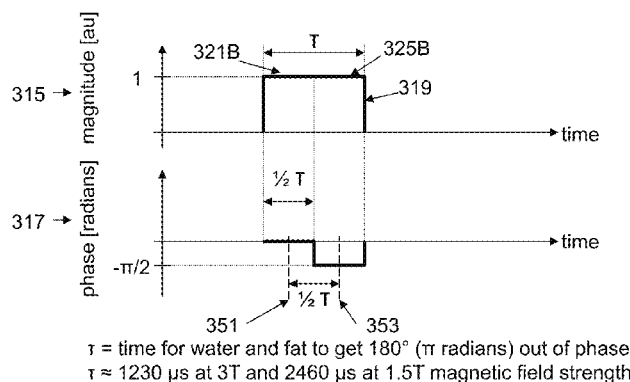 τ
321B
325B
315
magnitude [au]
1
319
time
½ τ
317
phase [radians]
time
-π/2
½ τ
351
353
τ = time for water and fat to get 180° (π radians) out of phase
τ ≈ 1230 µs at 3T and 2460 µs at 1.5T magnetic field strength